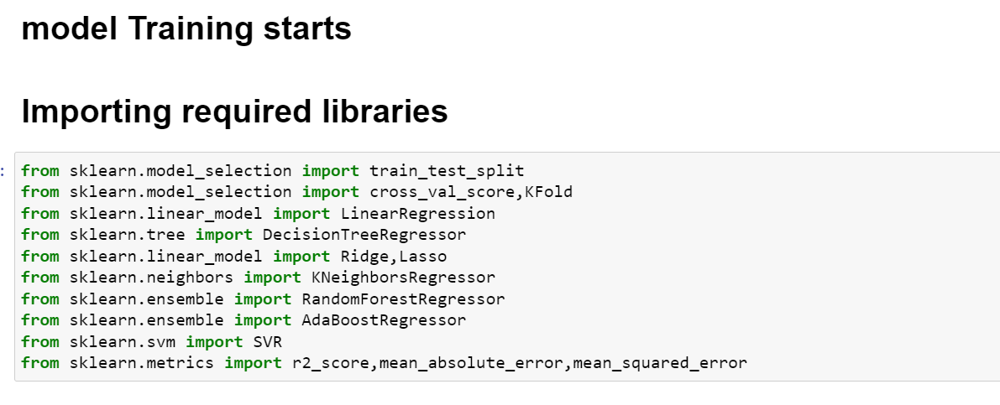 model Training starts
Importing required libraries
:
from sklearn.model_selection import train_test_split
from sklearn.model_selection import cross_val_score,KFold
from sklearn.linear_model import LinearRegression
from sklearn.tree import DecisionTreeRegressor
from sklearn.linear_model import Ridge,Lasso
from sklearn.neighbors import KNeighborsRegressor
from sklearn.ensemble import RandomForestRegressor
from sklearn.ensemble import AdaBoostRegressor
from sklearn.svm import SVR
from sklearn.metrics import r2_score,mean_absolute_error,mean_squared_error